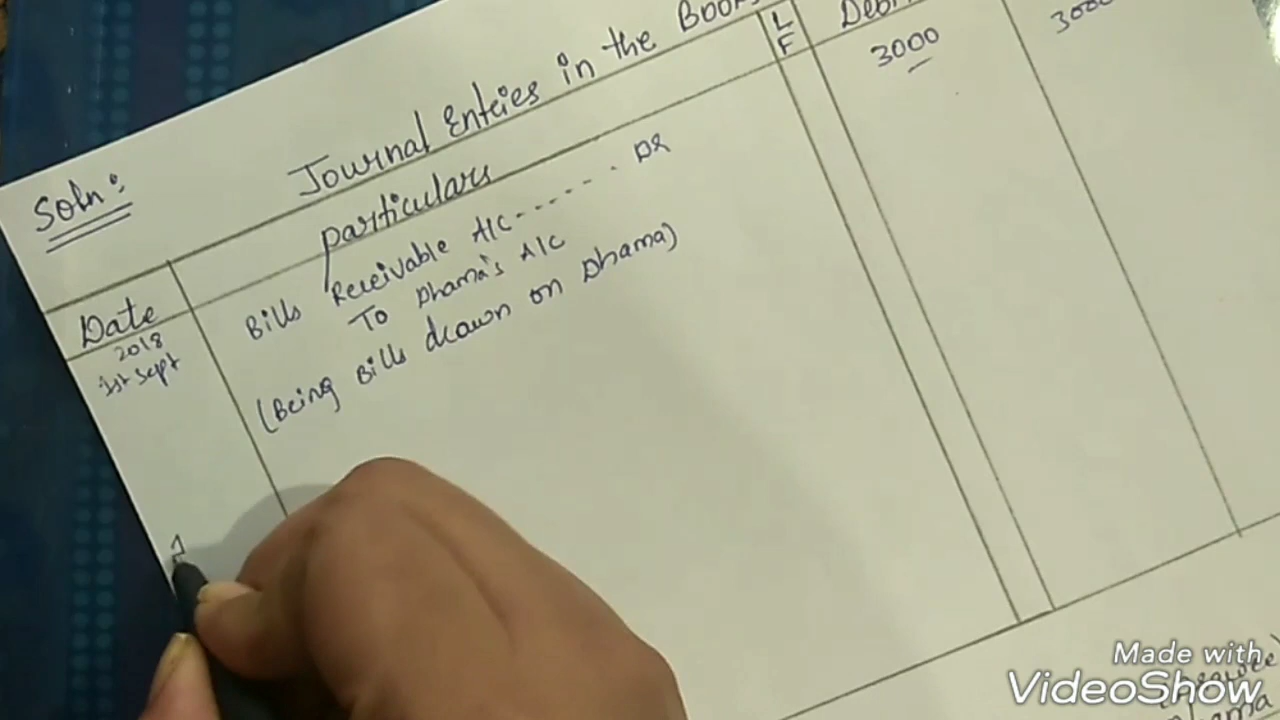 Soln:
Journal Entries in the Books
Date
particulars
L
F
2018
1st Sept
Bills Receivable A/C------. DR
3000
To Dhama's A/C
(Being Bills drawn on Dhama)
Made with
VideoShow